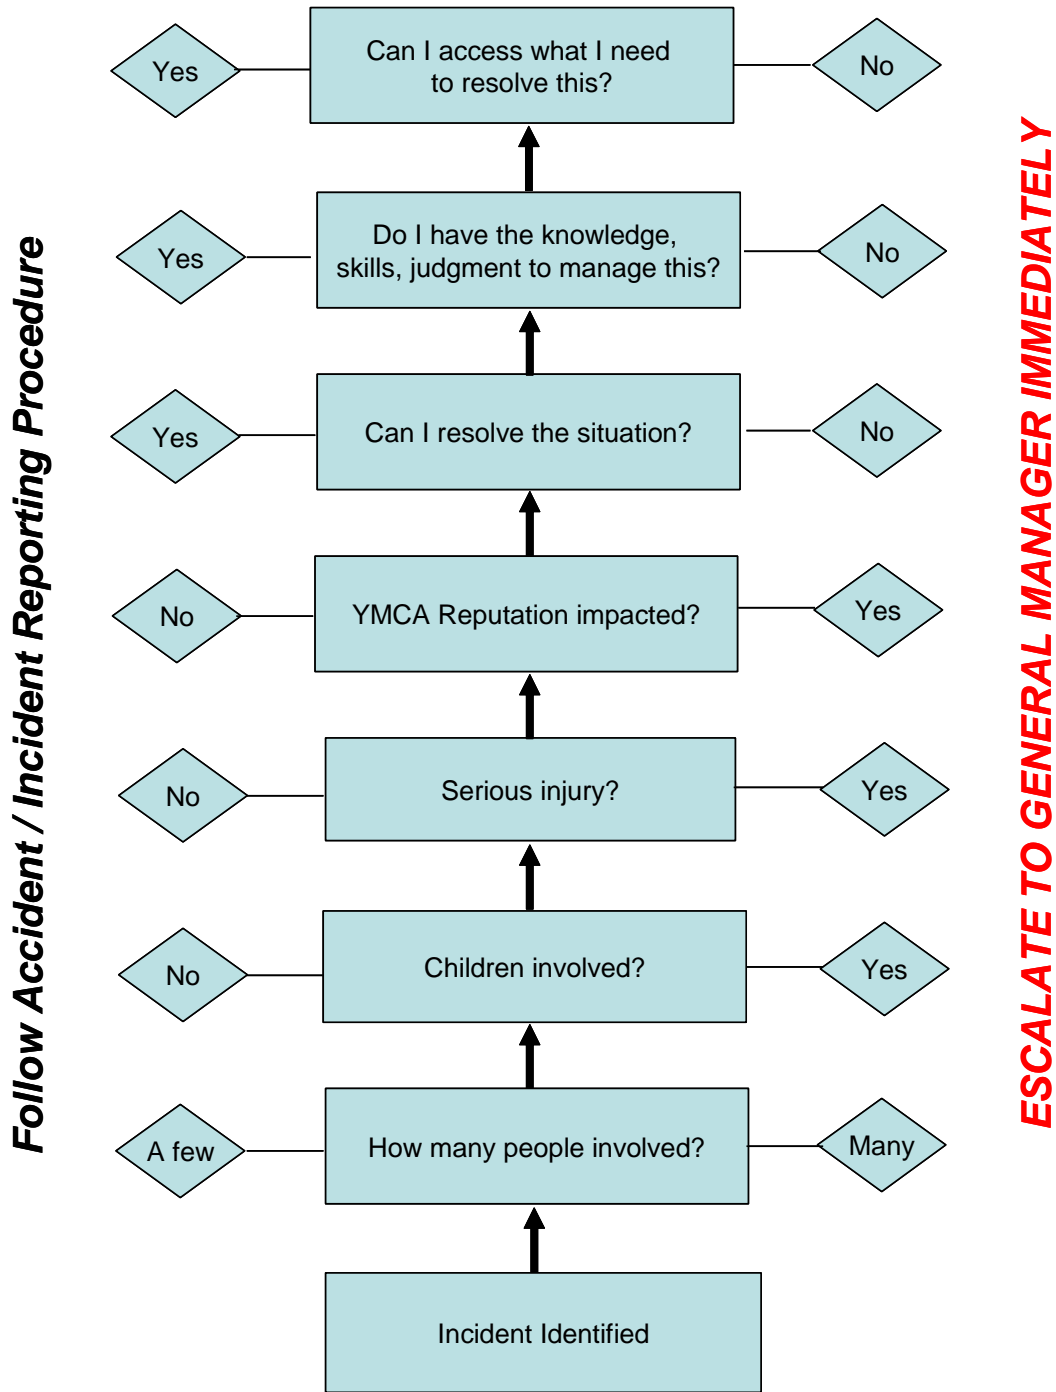 Can I access what I need
to resolve this?
Yes
No
Do I have the knowledge,
skills, judgment to manage this?
Yes
No
Can I resolve the situation?
Yes
No
YMCA Reputation impacted?
No
Yes
Serious injury?
No
Yes
Children involved?
No
Yes
How many people involved?
A few
Many
Incident Identified
Follow Accident / Incident Reporting Procedure
ESCALATE TO GENERAL MANAGER IMMEDIATELY